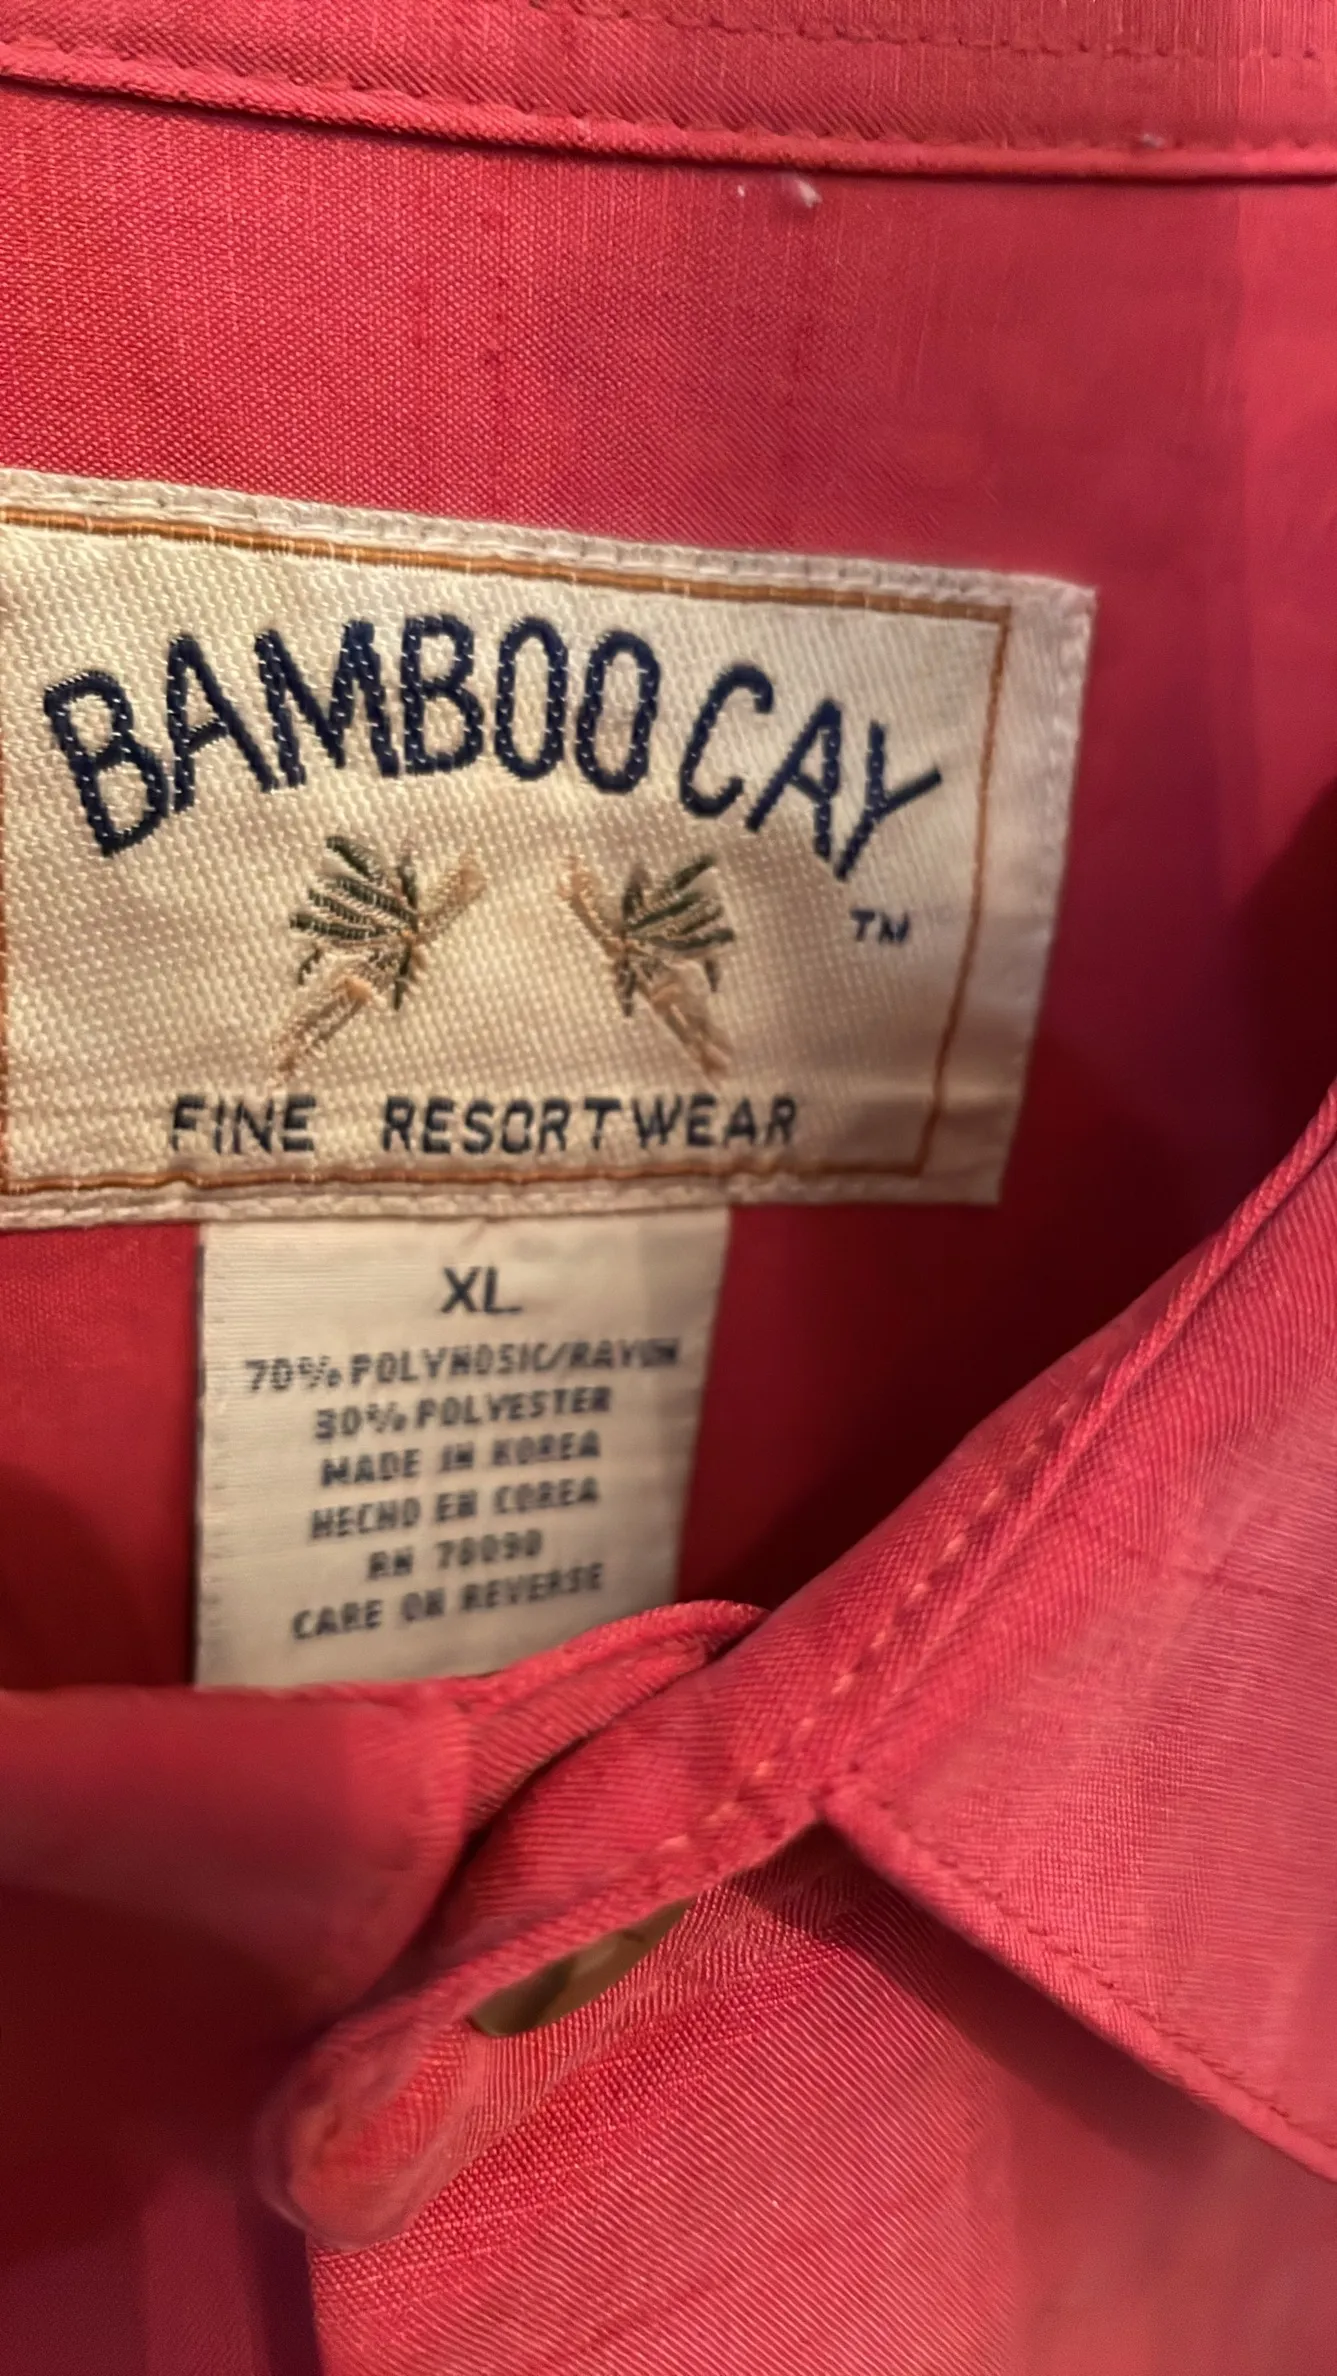 BAMBOO CAY
TM
FINE RESORTWEAR
XL
70% POLYNOSIC/RAYON
30% POLYESTER
MADE IN KOREA
HECHO EN COREA
RN 78090
CARE ON REVERSE